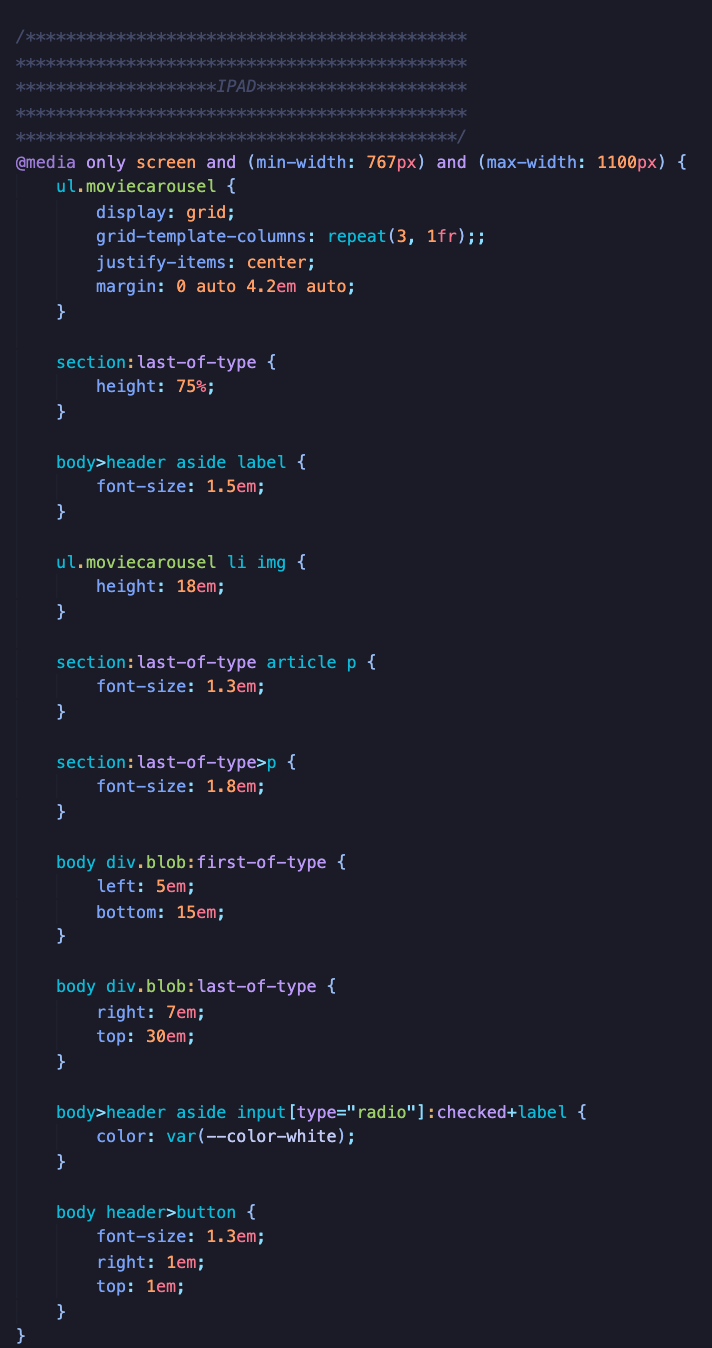 /********************************************
*********************************************
********************IPAD*********************
*********************************************
********************************************/
@media only screen and (min-width: 767px) and (max-width: 1100px) {
    ul.moviecarousel {
        display: grid;
        grid-template-columns: repeat(3, 1fr);;
        justify-items: center;
        margin: 0 auto 4.2em auto;
    }

    section:last-of-type {
        height: 75%;
    }

    body>header aside label {
        font-size: 1.5em;
    }

    ul.moviecarousel li img {
        height: 18em;
    }

    section:last-of-type article p {
        font-size: 1.3em;
    }

    section:last-of-type>p {
        font-size: 1.8em;
    }

    body div.blob:first-of-type {
        left: 5em;
        bottom: 15em;
    }

    body div.blob:last-of-type {
        right: 7em;
        top: 30em;
    }

    body>header aside input[type="radio"]:checked+label {
        color: var(--color-white);
    }

    body header>button {
        font-size: 1.3em;
        right: 1em;
        top: 1em;
    }
}